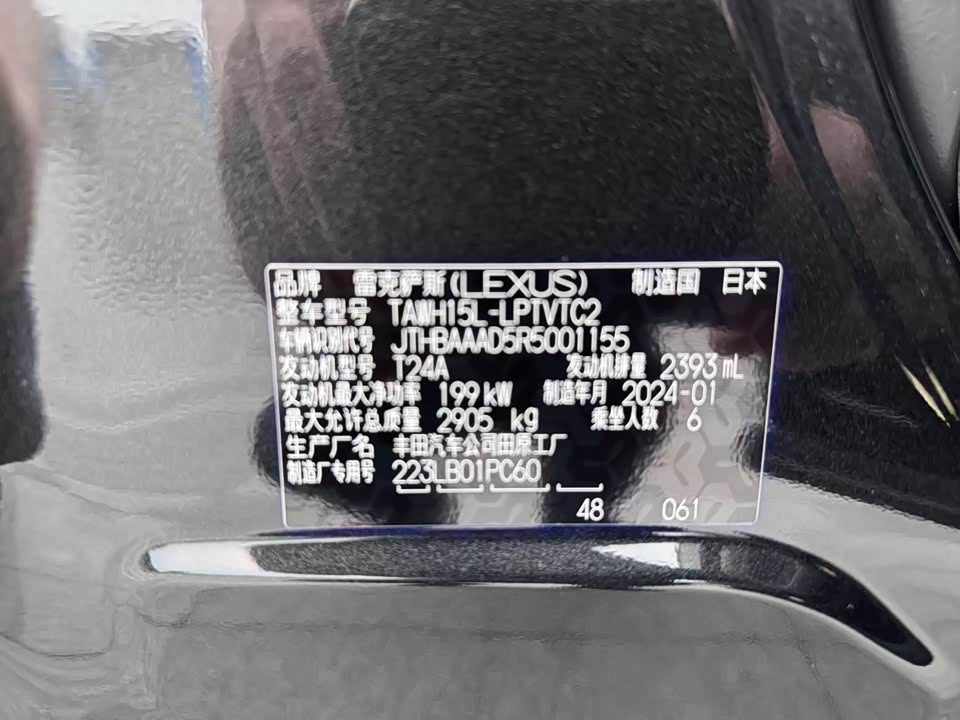 品牌 雷克萨斯(LEXUS) 制造国 日本
整车型号 TAWH15L-LPTVTC2
车辆识别代号 JTHBAAAD5R5001155
发动机型号 T24A 发动机排量 2393 mL
发动机最大净功率 199 kW 制造年月 2024-01
最大允许总质量 2905 kg 乘坐人数 6
生产厂名 丰田汽车公司田原工厂
制造厂专用号 223LB01PC60
48 061